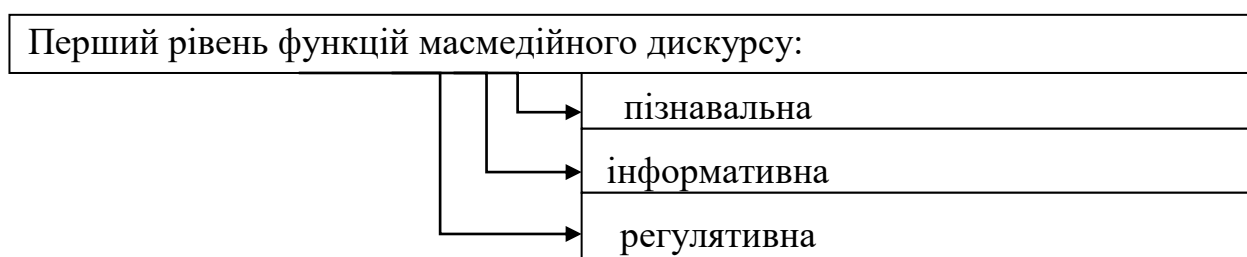 Перший рівень функцій масмедійного дискурсу:
пізнавальна
інформативна
регулятивна